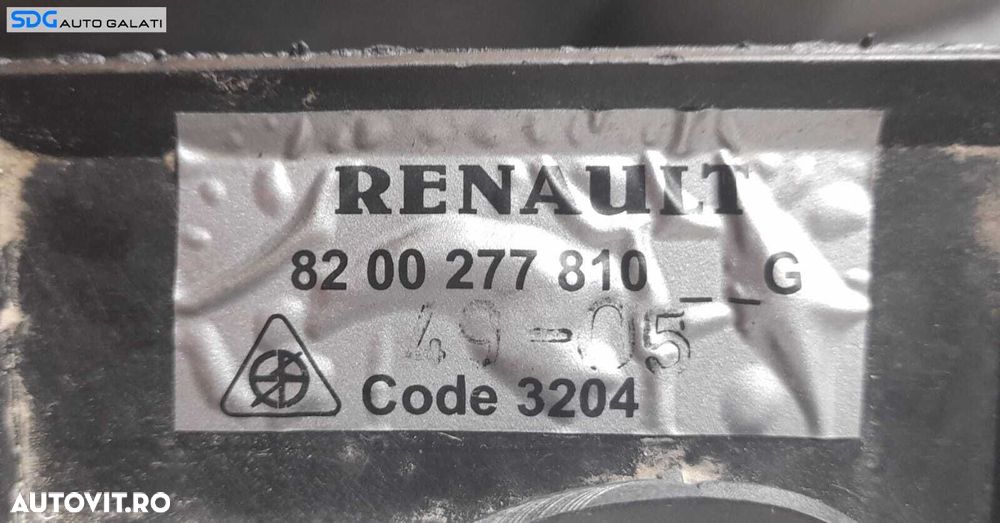 SDG AUTO GALATI
RENAULT
82 00 277 810 _ _ G
49-05
Code 3204
AUTOVIT.RO